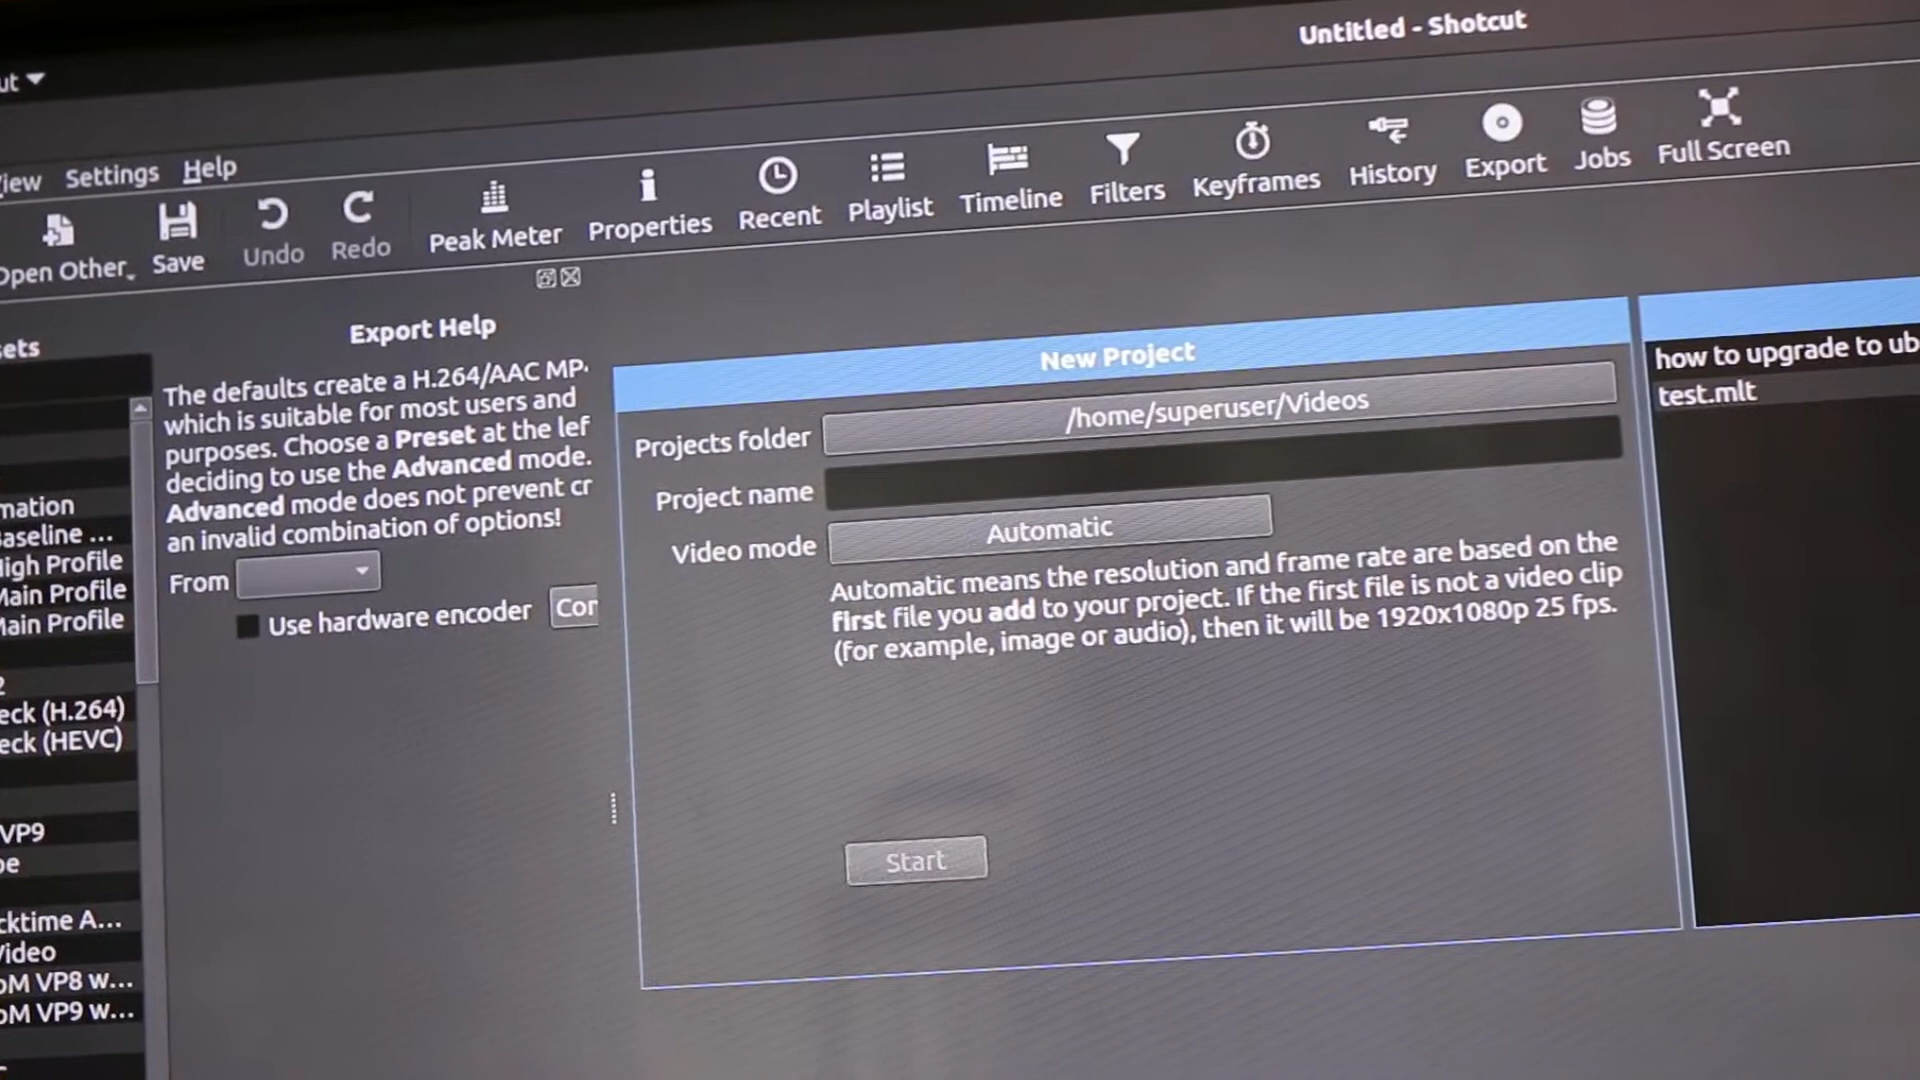 Untitled - Shotcut
Settings Help
Open Other
Save
Undo
Redo
Peak Meter
Properties
Recent
Playlist
Timeline
Filters
Keyframes
History
Export
Jobs
Full Screen
Export Help
The defaults create a H.264/AAC
which is suitable for most users and
purposes. Choose a Preset at the
deciding to use the Advanced mode.
Advanced mode does not prevent
an invalid combination of options!
From
Use hardware encoder
Main Profile
Main Profile
High Profile
(H.264)
(HEVC)
VP9
Video
VP8 w...
VP9 w...
New Project
Projects folder /home/superuser/Videos
Project name
Video mode Automatic
Automatic means the resolution and frame rate are based on the
first file you add to your project. If the first file is not a video clip
(for example, image or audio), then it will be 1920x1080p 25 fps.
Start
how to upgrade to
test.mlt